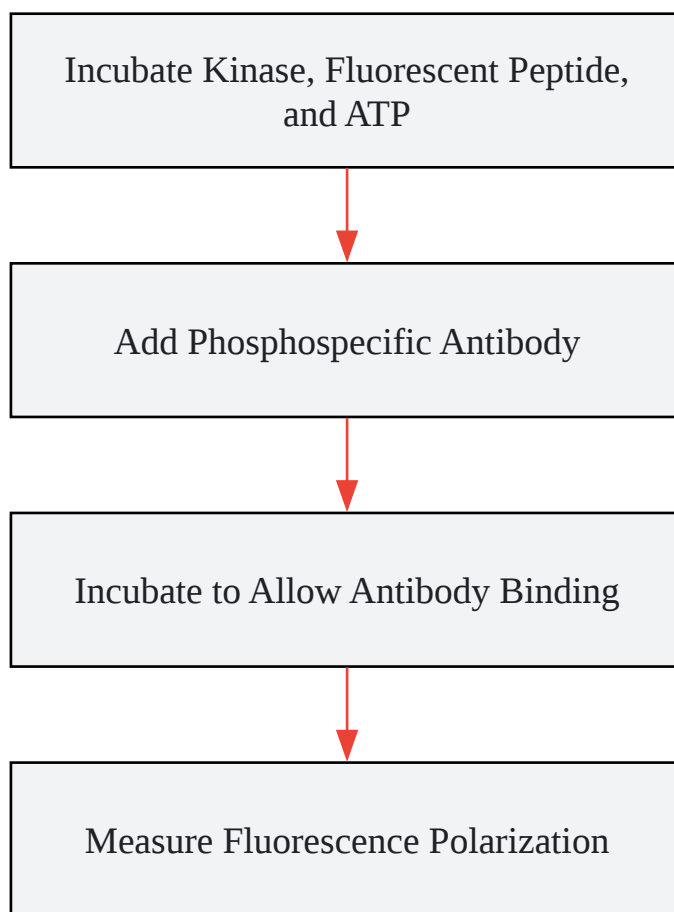 Incubate Kinase, Fluorescent Peptide,
and ATP
Add Phosphospecific Antibody
Incubate to Allow Antibody Binding
Measure Fluorescence Polarization